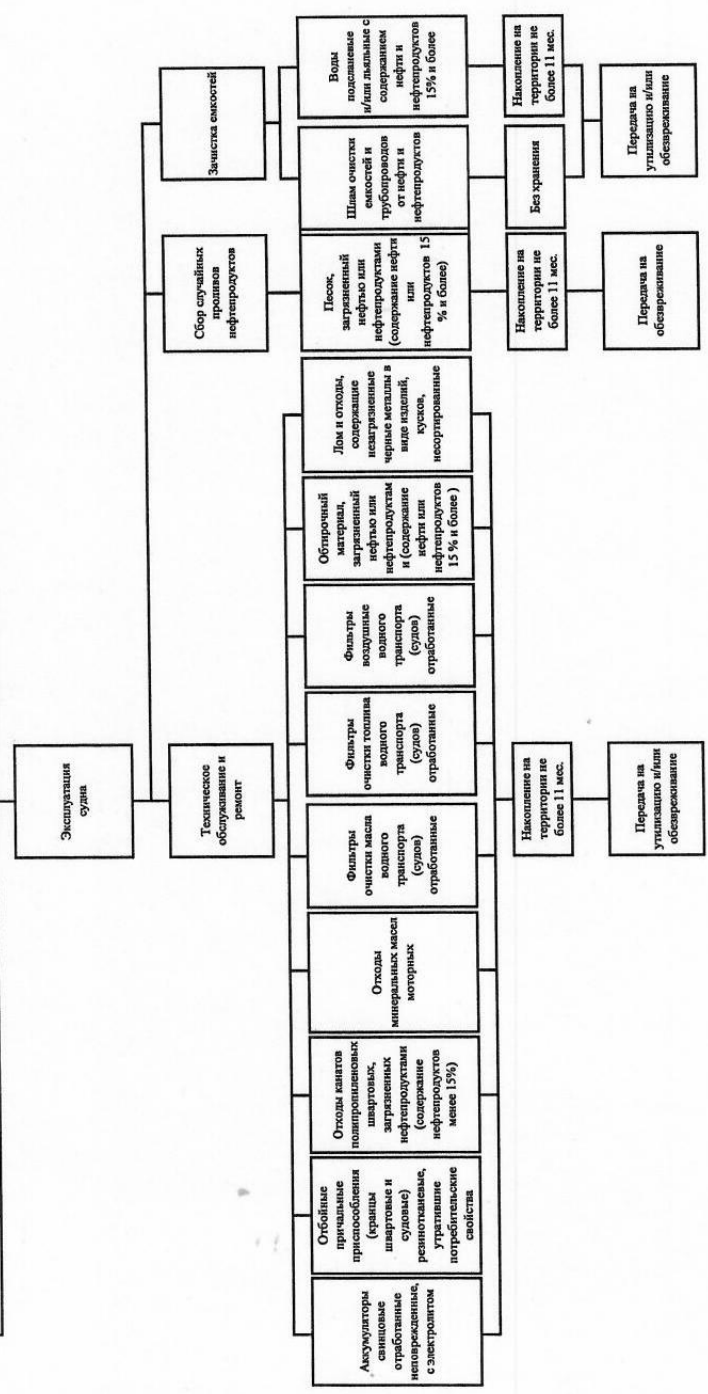 Эксплуатация
судна
Техническое
обслуживание и
ремонт
Сбор случайных
проливов
нефтепродуктов
Зачистка емкостей
Аккумуляторы
свинцовые
отработанные
неповрежденные,
с электролитом
Отбойные
причальные
приспособления
(кранцы
швартовые и
судовые)
резинотканевые,
утратившие
потребительские
свойства
Отходы канатов
полипропиленовых
швартовых,
загрязненных
нефтепродуктами
(содержание
нефтепродуктов
менее 15%)
Отходы
минеральных масел
моторных
Фильтры
очистки масла
водного
транспорта
(судов)
отработанные
Фильтры
очистки топлива
водного
транспорта
(судов)
отработанные
Фильтры
воздушные
водного
транспорта
(судов)
отработанные
Обтирочный
материал,
загрязненный
нефтью или
нефтепродуктам
и (содержание
нефти или
нефтепродуктов
15 % и более )
Лом и отходы,
содержащие
незагрязненные
черные металлы в
виде изделий,
кусков,
несортированные
Песок,
загрязненный
нефтью или
нефтепродуктами
(содержание нефти
или
нефтепродуктов 15
% и более)
Шлам очистки
емкостей и
трубопроводов
от нефти и
нефтепродуктов
Воды
подсланевые
и/или льяльные с
содержанием
нефти и
нефтепродуктов
15% и более
Накопление на
территории не
более 11 мес.
Накопление на
территории не
более 11 мес.
Без хранения
Накопление на
территории не
более 11 мес.
Передача на
утилизацию и/или
обезвреживание
Передача на
обезвреживание
Передача на
утилизацию и/или
обезвреживание